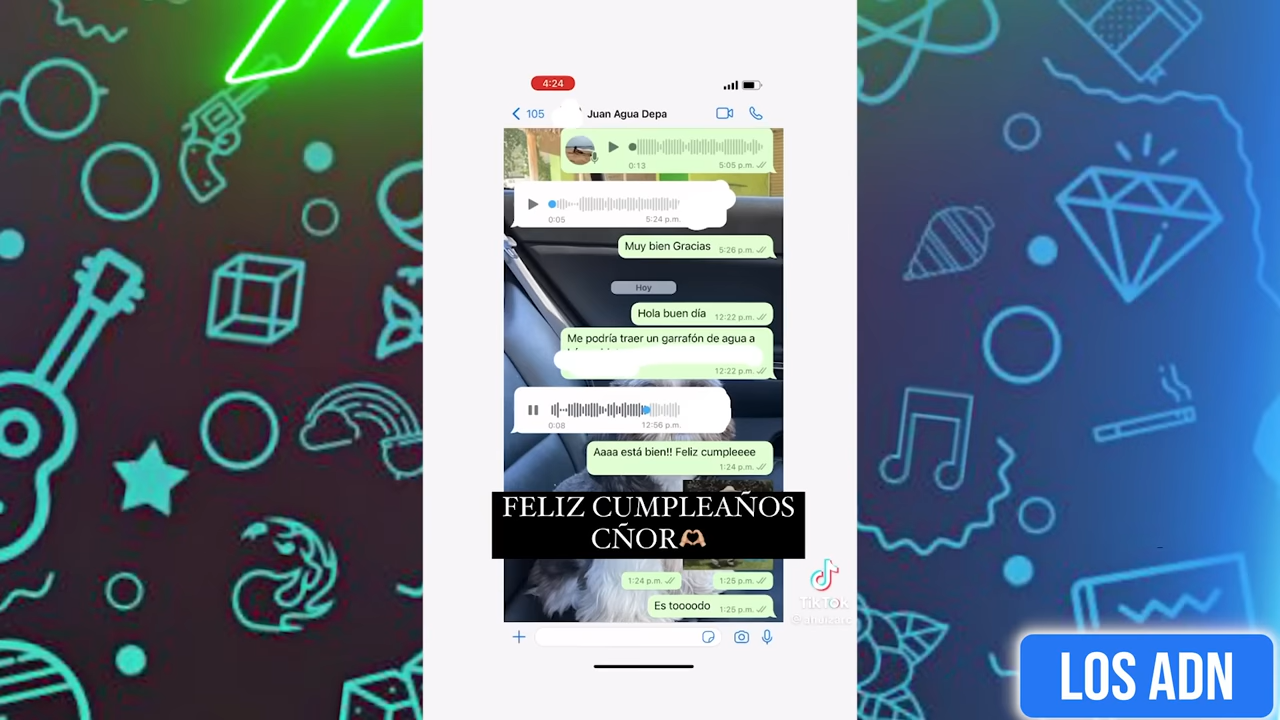 4:24
105
Juan Agua Depa
0:13
5:05 p.m.
0:05
5:24 p.m.
Muy bien Gracias
5:26 p.m.
Hoy
Hola buen día
12:22 p.m.
Me podría traer un garrafón de agua a
12:22 p.m.
0:08
12:56 p.m.
Aaaa está bien!! Feliz cumpleeee
1:24 p.m.
FELIZ CUMPLEAÑOS
CÑOR🫶🏼
1:24 p.m.
1:25 p.m.
Es toooodo
1:25 p.m.
TikTok
LOS ADN